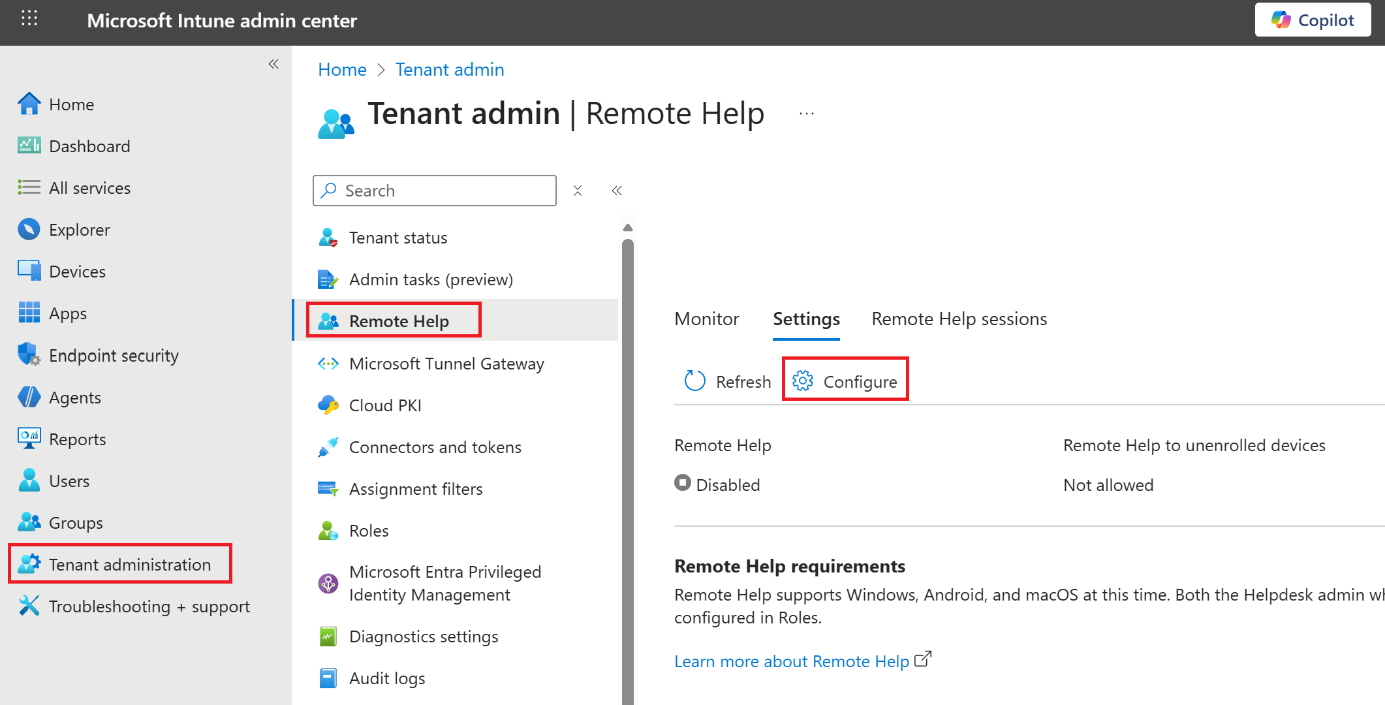 Microsoft Intune admin center
Copilot
Home
Dashboard
All services
Explorer
Devices
Apps
Endpoint security
Agents
Reports
Users
Groups
Tenant administration
Troubleshooting + support
Home > Tenant admin
Tenant admin | Remote Help ...
Search
Tenant status
Admin tasks (preview)
Remote Help
Microsoft Tunnel Gateway
Cloud PKI
Connectors and tokens
Assignment filters
Roles
Microsoft Entra Privileged
Identity Management
Diagnostics settings
Audit logs
Monitor Settings Remote Help sessions
Refresh Configure
Remote Help Remote Help to unenrolled devices
Disabled Not allowed
Remote Help requirements
Remote Help supports Windows, Android, and macOS at this time. Both the Helpdesk admin
configured in Roles.
Learn more about Remote Help